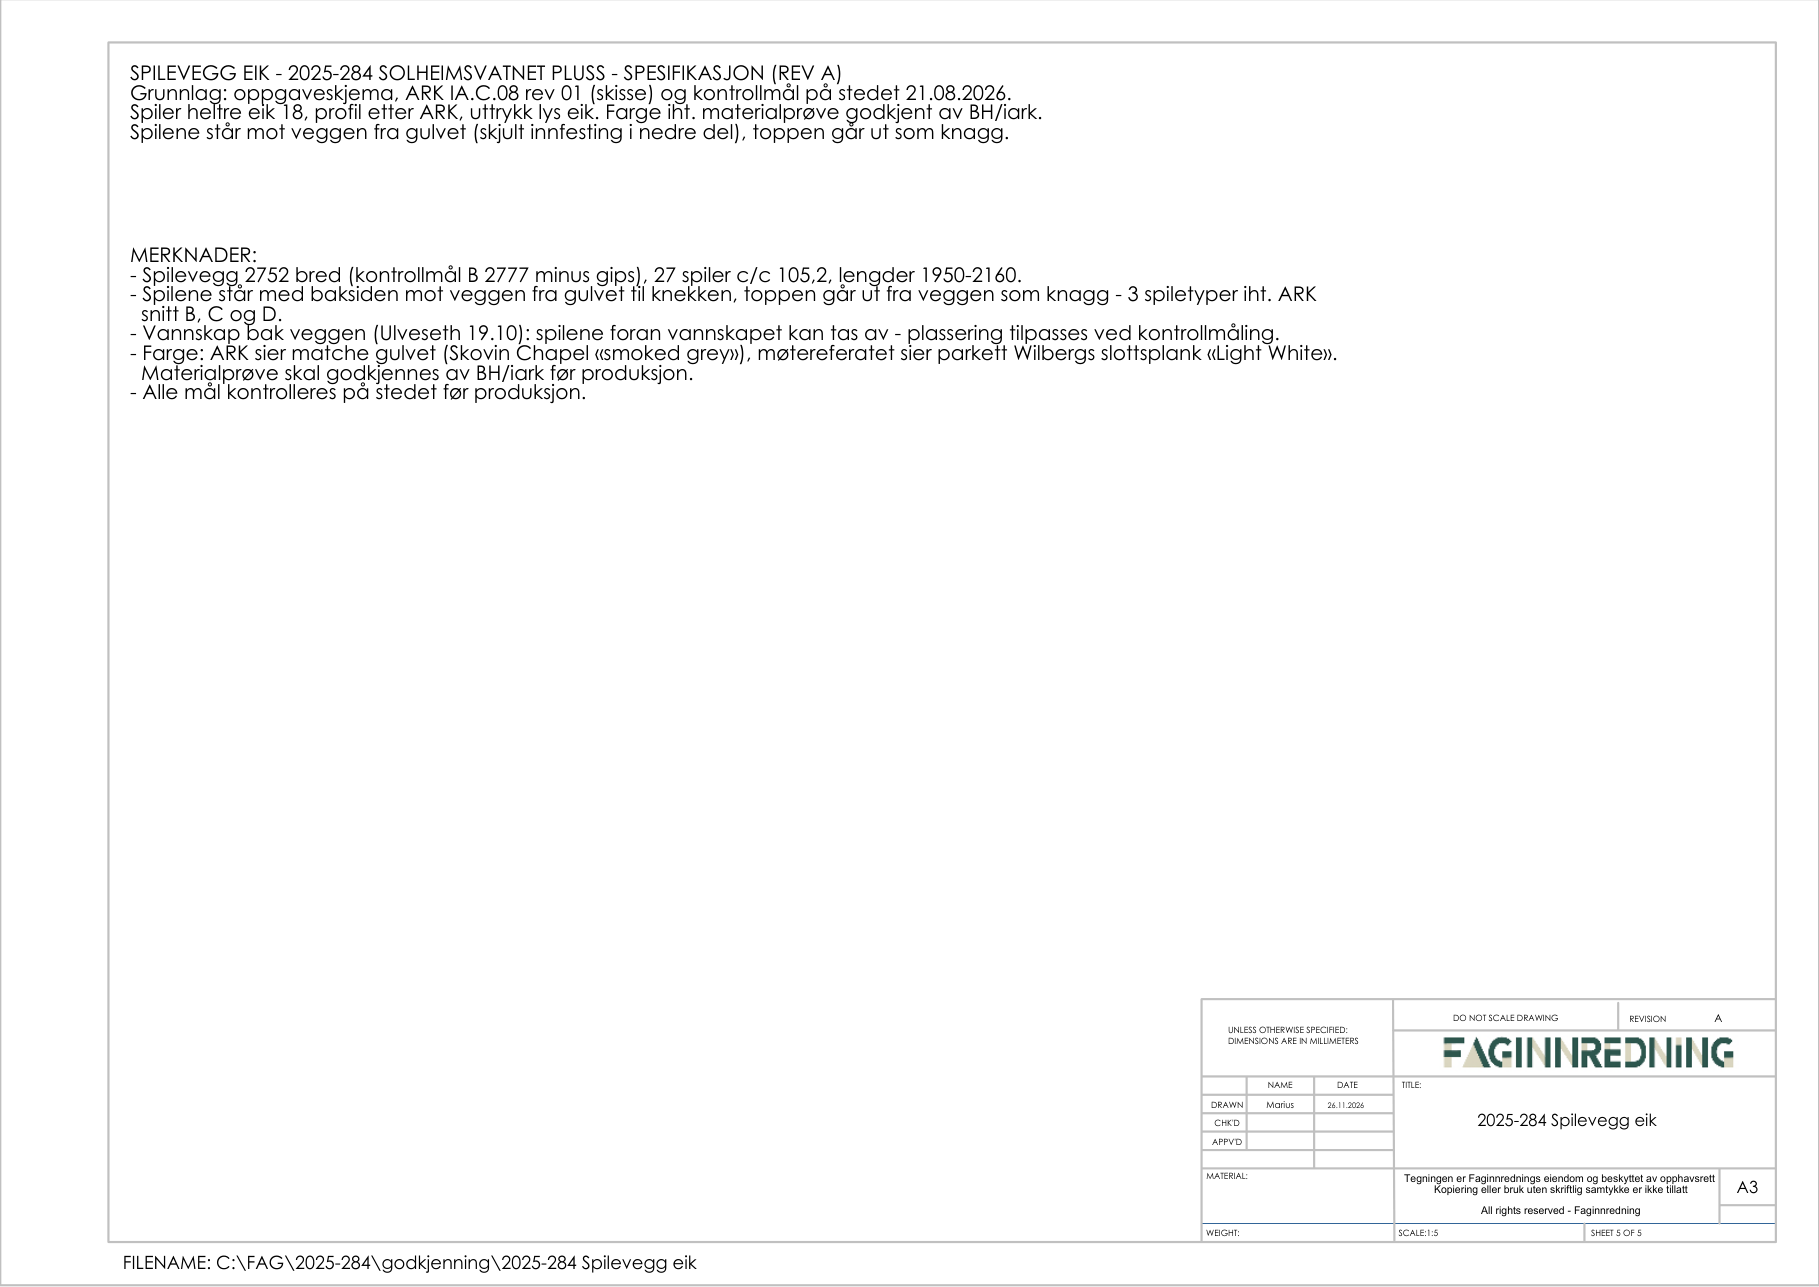 SPILEVEGG EIK - 2025-284 SOLHEIMSVATNET PLUSS - SPESIFIKASJON (REV A)
Grunnlag: oppgaveskjema, ARK IA.C.08 rev 01 (skisse) og kontrollmål på stedet 21.08.2026.
Spiler heltre eik 18, profil etter ARK, uttrykk lys eik. Farge iht. materialprøve godkjent av BH/iark.
Spilene står mot veggen fra gulvet (skjult innfesting i nedre del), toppen går ut som knagg.
MERKNADER:
- Spilevegg 2752 bred (kontrollmål B 2777 minus gips), 27 spiler c/c 105,2, lengder 1950-2160.
- Spilene står med baksiden mot veggen fra gulvet til knekken, toppen går ut fra veggen som knagg - 3 spiletyper iht. ARK
snitt B, C og D.
- Vannskap bak veggen (Ulveseth 19.10): spilene foran vannskapet kan tas av - plassering tilpasses ved kontrollmåling.
- Farge: ARK sier matche gulvet (Skovin Chapel «smoked grey»), møtereferatet sier parkett Wilbergs slottsplank «Light White».
Materialprøve skal godkjennes av BH/iark før produksjon.
- Alle mål kontrolleres på stedet før produksjon.
UNLESS OTHERWISE SPECIFIED:
DIMENSIONS ARE IN MILLIMETERS
DO NOT SCALE DRAWING
REVISION A
FAGINNREDNING
NAME DATE
DRAWN Marius 26.11.2026
CHK'D
APPV'D
TITLE:
2025-284 Spilevegg eik
MATERIAL:
Tegningen er Faginnrednings eiendom og beskyttet av opphavsrett
Kopiering eller bruk uten skriftlig samtykke er ikke tillatt
All rights reserved - Faginnredning
A3
WEIGHT:
SCALE:1:5
SHEET 5 OF 5
FILENAME: C:\FAG\2025-284\godkjenning\2025-284 Spilevegg eik